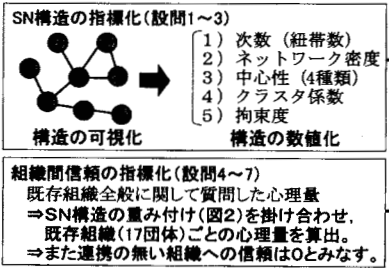 SN構造の指標化(設問1～3)
1) 次数(紐帯数)
2) ネットワーク密度
3) 中心性(4種類)
4) クラスタ係数
5) 拘束度
構造の可視化
構造の数値化
組織間信頼の指標化(設問4～7)
既存組織全般に関して質問した心理量
⇒SN構造の重み付け(図2)を掛け合わせ,
既存組織(17団体)ごとの心理量を算出。
⇒また連携の無い組織への信頼は0とみなす。